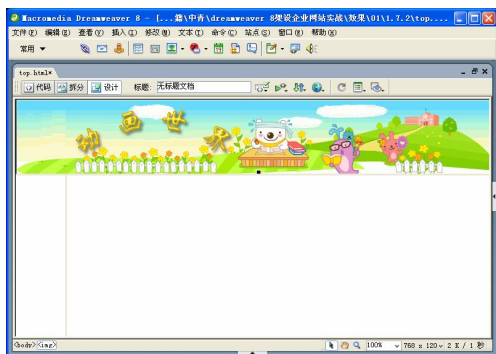 Macromedia Dreamweaver 8 - [...籍\中青\dreamweaver 8架设企业网站实战\效果\01\1.7.2\top....
文件(F) 编辑(E) 查看(V) 插入(I) 修改(M) 文本(T) 命令(C) 站点(S) 窗口(W) 帮助(H)
常用
top.html*
代码 拆分 设计 标题: 无标题文档
动画世界
<body> <img> 100% 768 x 120 2 K / 1 秒